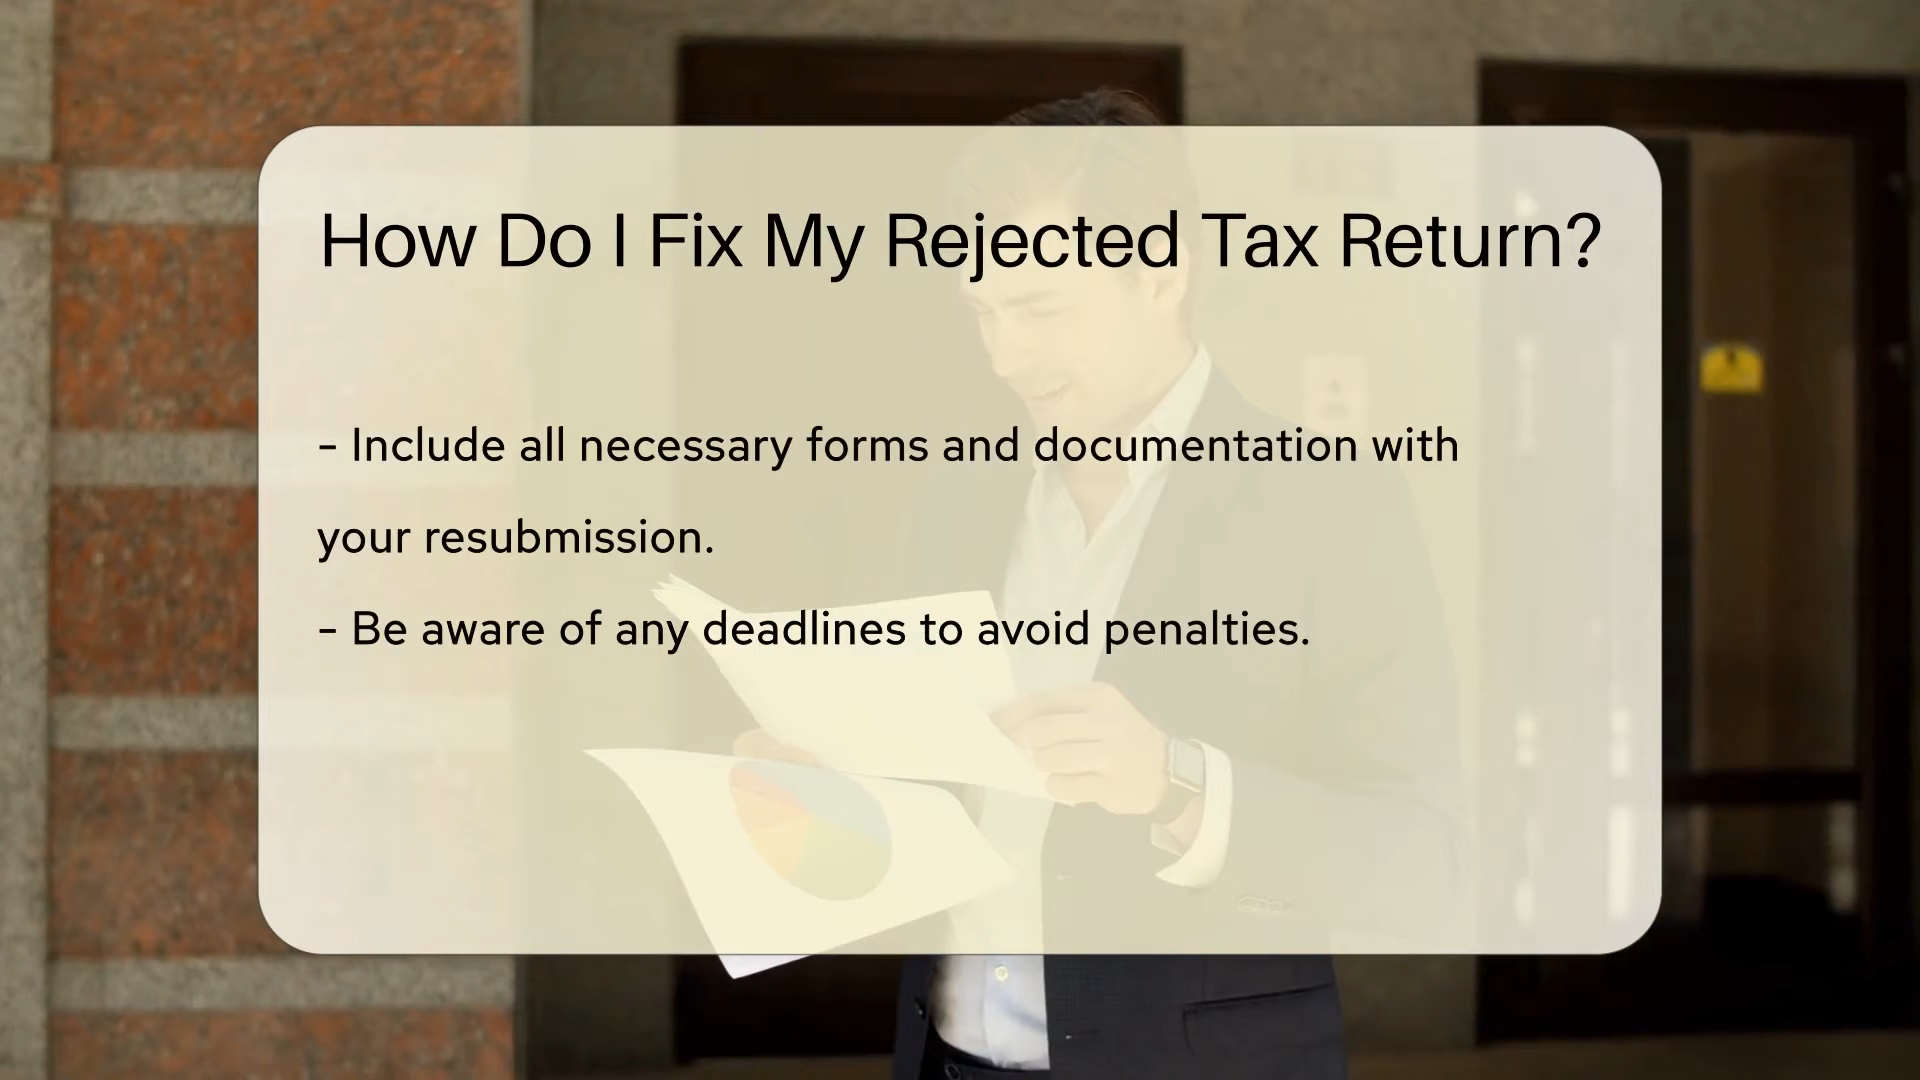 How Do I Fix My Rejected Tax Return?
- Include all necessary forms and documentation with
your resubmission.
- Be aware of any deadlines to avoid penalties.